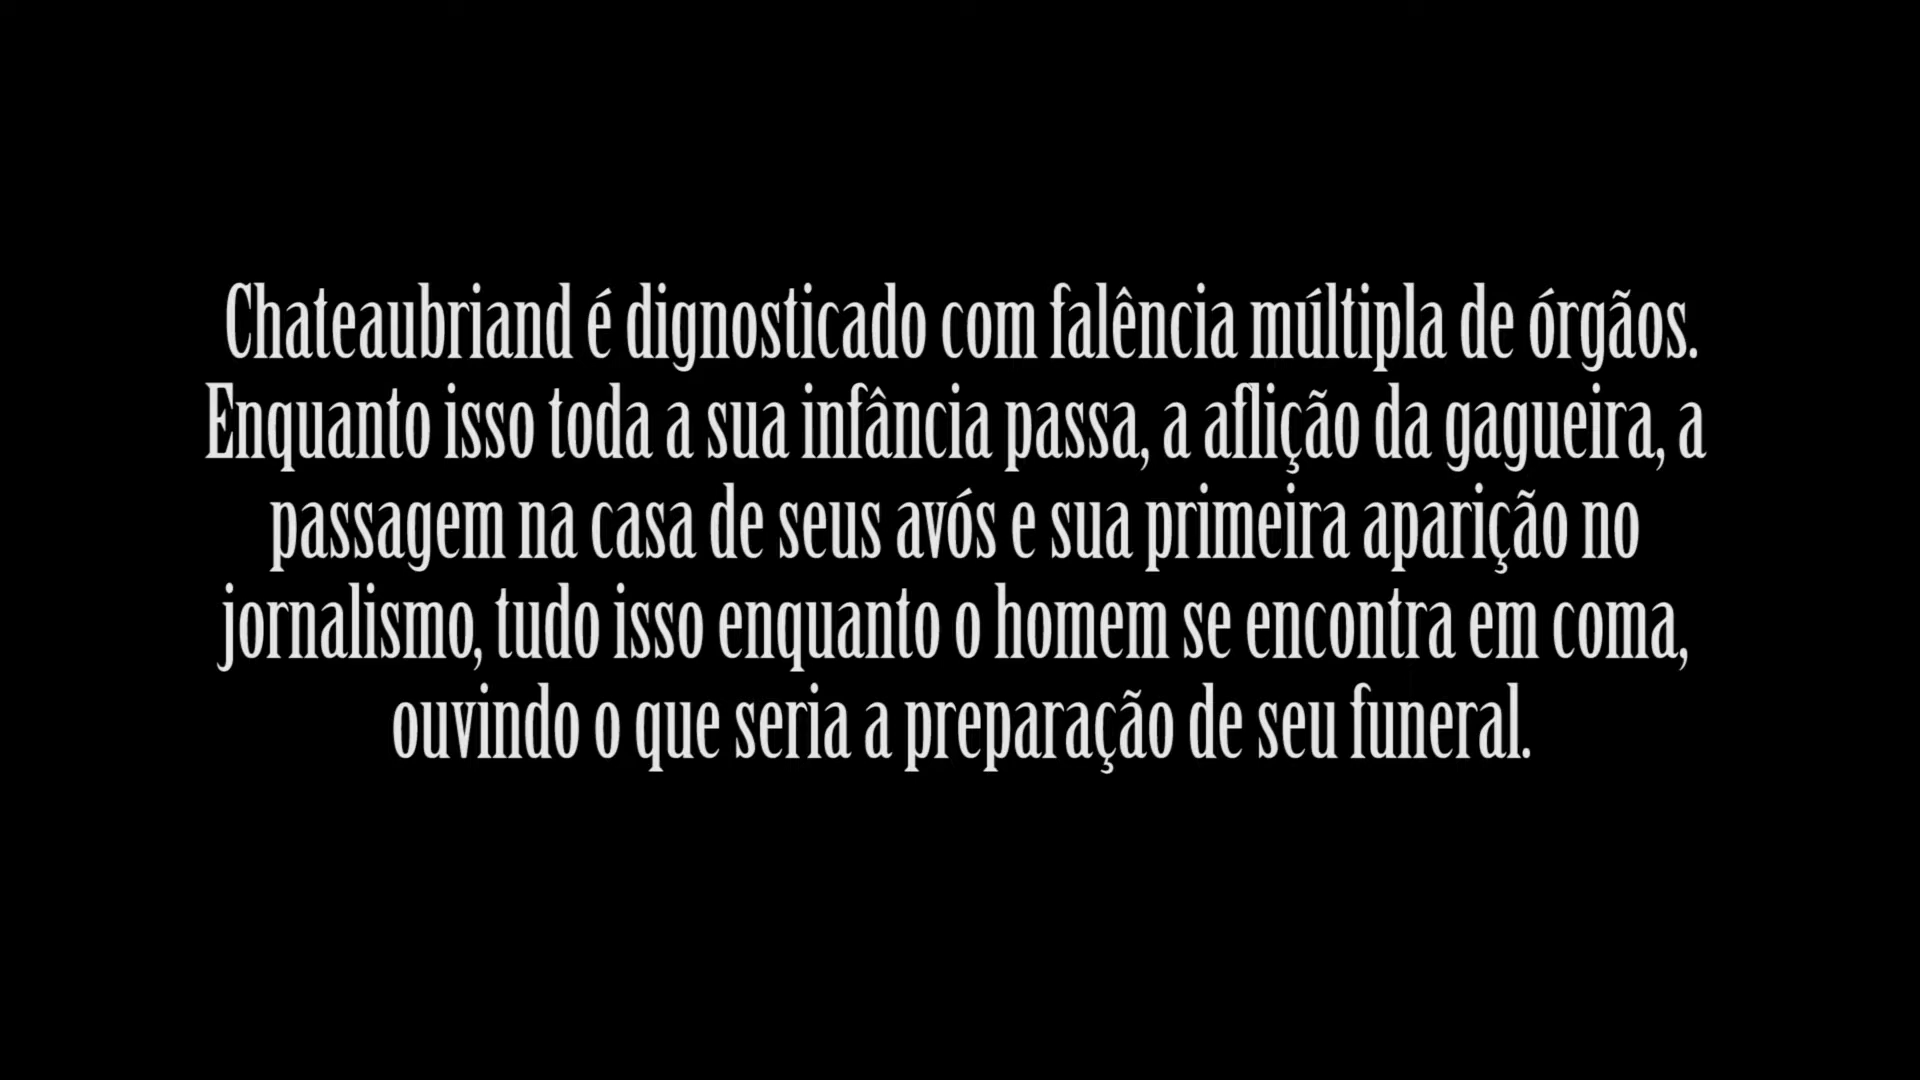 Chateaubriand é dignosticado com falência múltipla de órgãos.
Enquanto isso toda a sua infância passa, a aflição da gagueira, a
passagem na casa de seus avós e sua primeira aparição no
jornalismo, tudo isso enquanto o homem se encontra em coma,
ouvindo o que seria a preparação de seu funeral.